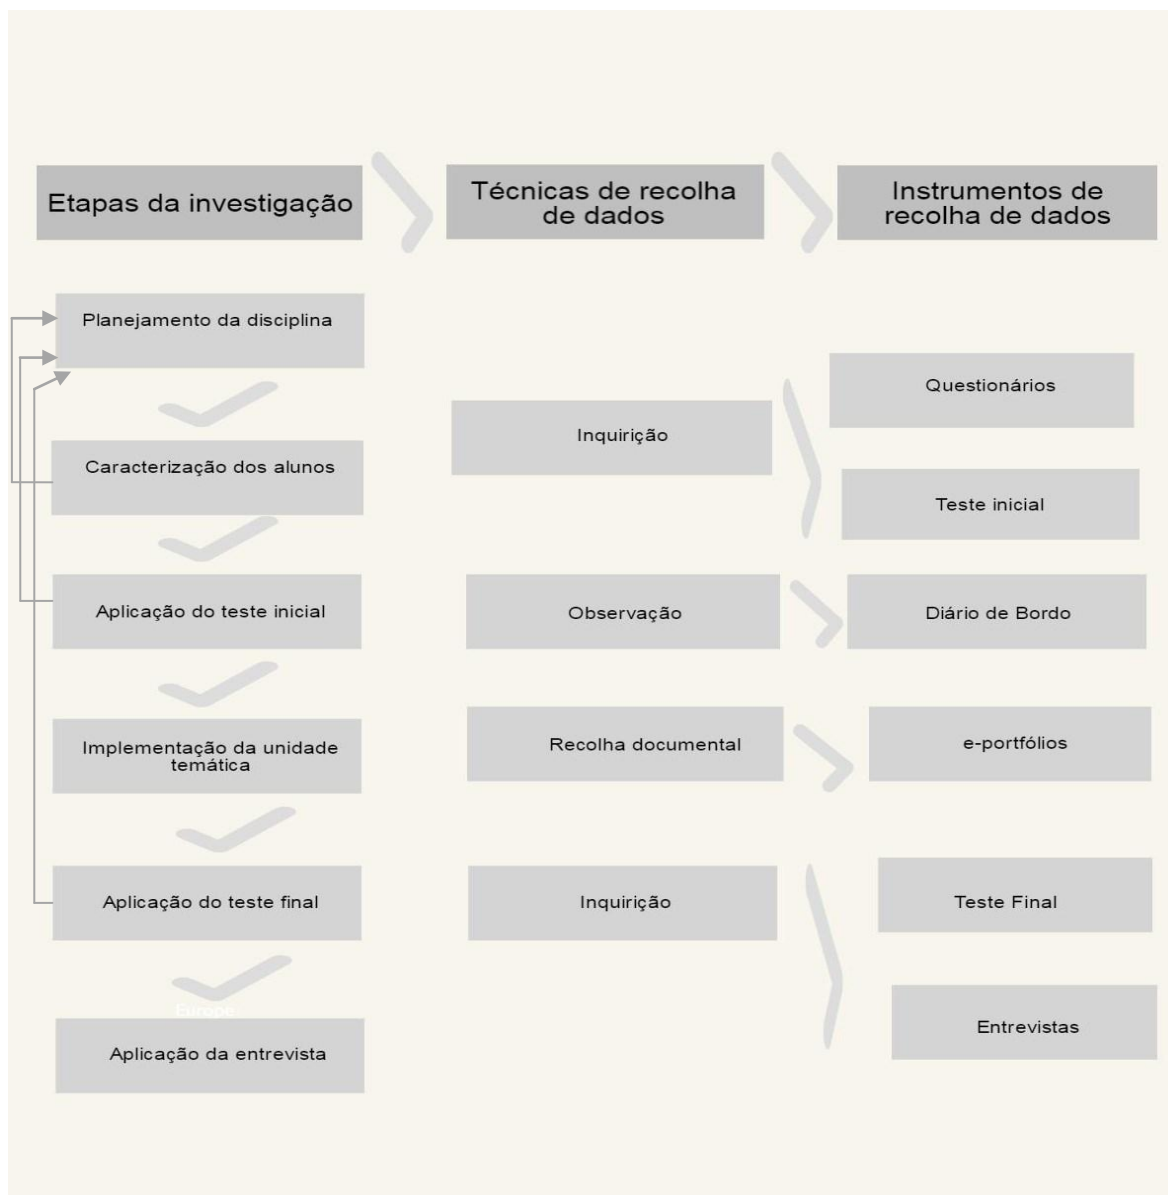 Etapas da investigação
Técnicas de recolha
de dados
Instrumentos de
recolha de dados
Planejamento da disciplina
Caracterização dos alunos
Aplicação do teste inicial
Implementação da unidade
temática
Aplicação do teste final
Europe
Aplicação da entrevista
Inquirição
Observação
Recolha documental
Inquirição
Questionários
Teste inicial
Diário de Bordo
e-portfólios
Teste Final
Entrevistas